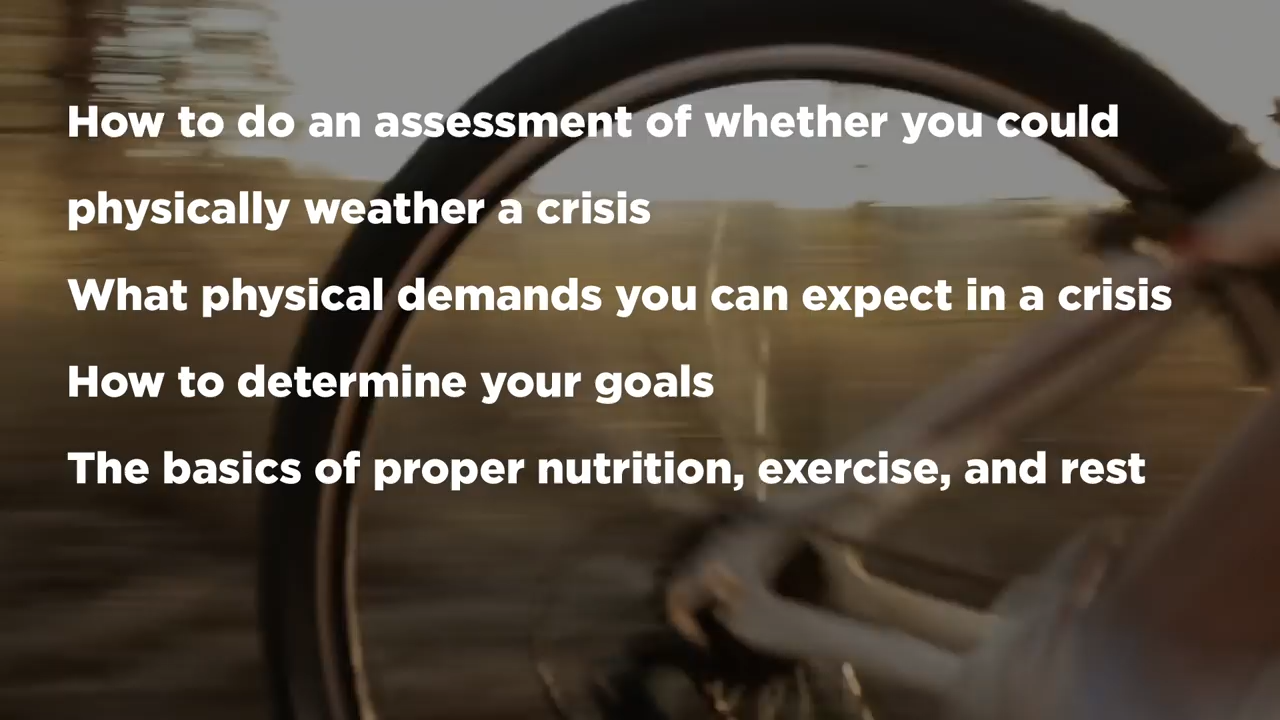 How to do an assessment of whether you could
physically weather a crisis
What physical demands you can expect in a crisis
How to determine your goals
The basics of proper nutrition, exercise, and rest